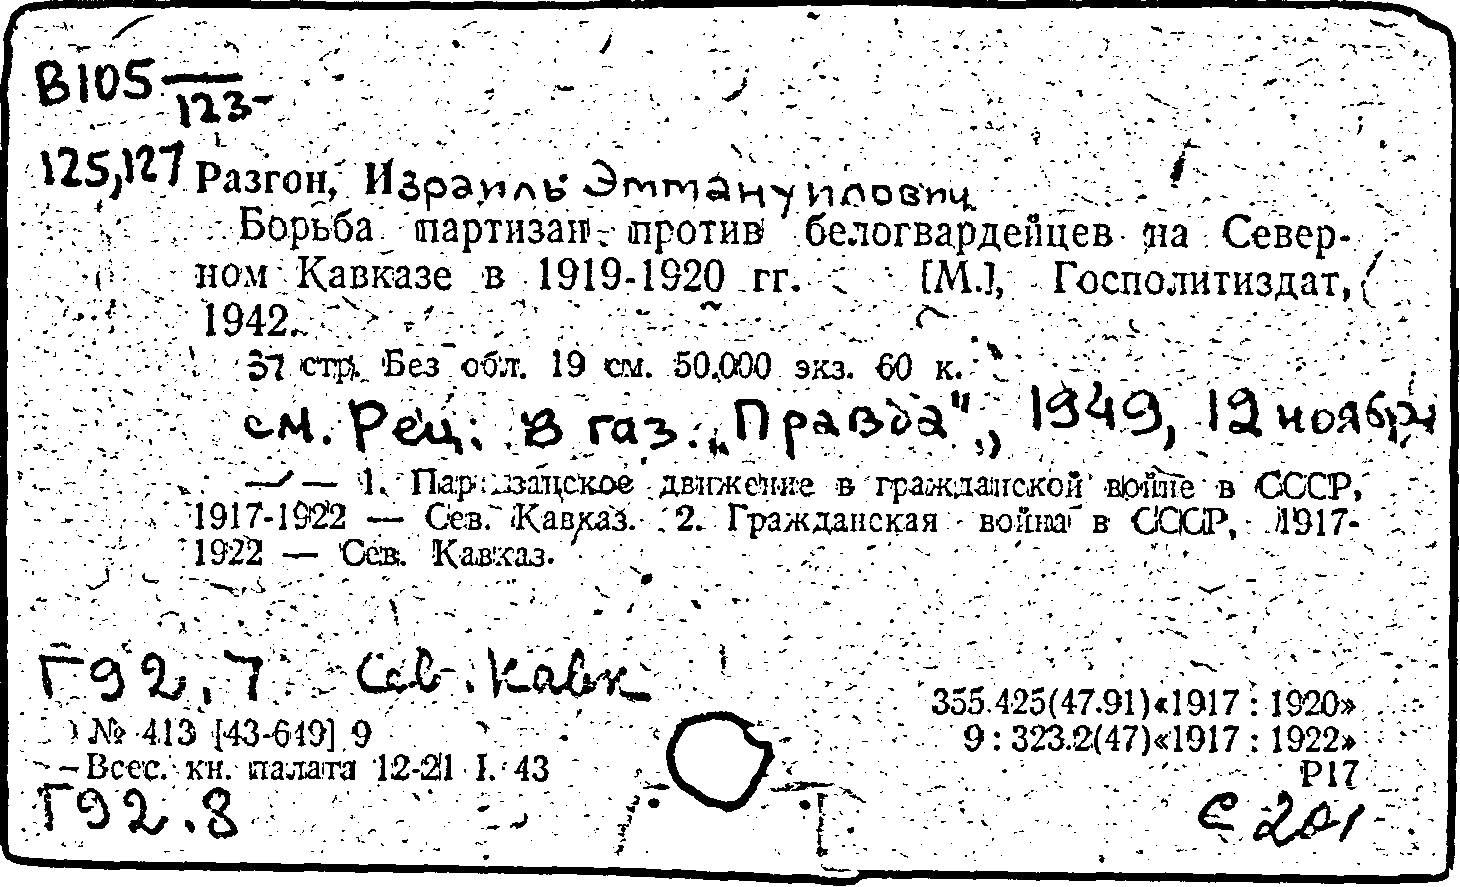 В105 —
123
125,127 Разгон, Израиль Эммануилович
Борьба партизан против белогвардейцев на Север-
ном Кавказе в 1919-1920 гг. [М.], Госполитиздат,
1942.
37 стр. Без обл. 19 см. 50.000 экз. 60 к.
см. Рец: В газ. „Правда", 1949, 12 ноября
— — 1. Партизанское движение в гражданской войне в СССР,
1917-1922 — Сев. Кавказ. 2. Гражданская война в СССР, 1917-
1922 — Сев. Кавказ.
Г92.7 Сев. Кавк
355.425(47.91)«1917 : 1920»
№ 413 [43-649] 9
9 : 323.2(47)«1917 : 1922»
Всес. кн. палата 12-21 I. 43
Р17
Г92.8